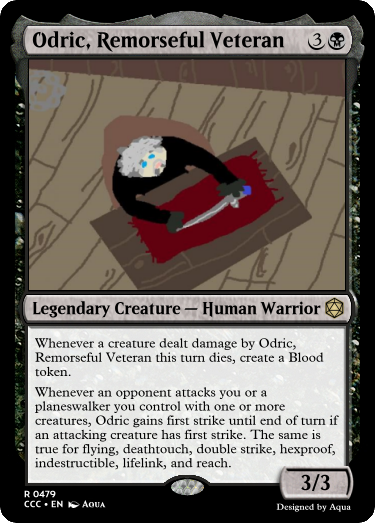 Odric, Remorseful Veteran 3
Legendary Creature — Human Warrior
Whenever a creature dealt damage by Odric,
Remorseful Veteran this turn dies, create a Blood
token.
Whenever an opponent attacks you or a
planeswalker you control with one or more
creatures, Odric gains first strike until end of turn if
an attacking creature has first strike. The same is
true for flying, deathtouch, double strike, hexproof,
indestructible, lifelink, and reach.
3/3
R 0479
CCC • EN Aqua
Designed by Aqua